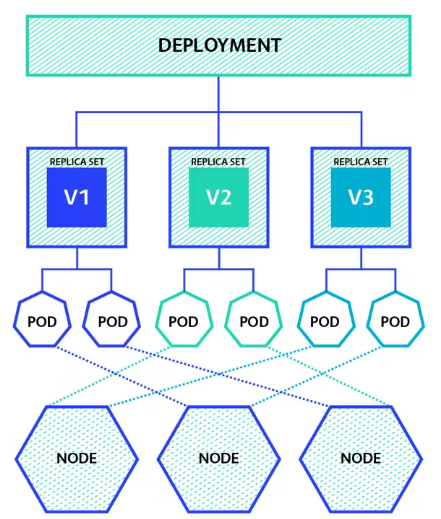 DEPLOYMENT
REPLICA SET REPLICA SET REPLICA SET
V1 V2 V3
POD POD POD POD POD POD
NODE NODE NODE